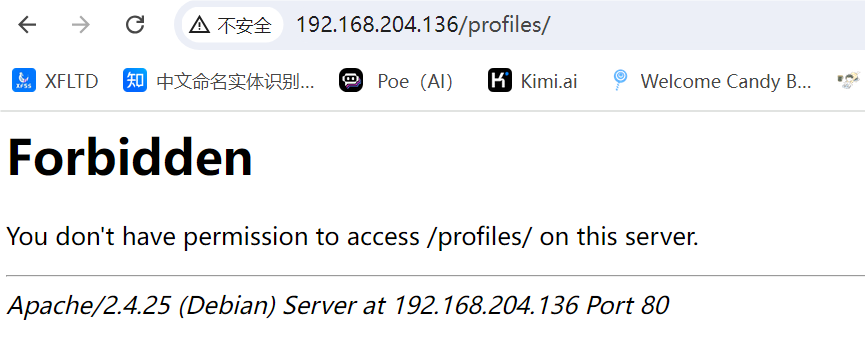 不安全 192.168.204.136/profiles/
XFLTD 中文命名实体识别... Poe（AI） Kimi.ai Welcome Candy B...
Forbidden
You don't have permission to access /profiles/ on this server.
Apache/2.4.25 (Debian) Server at 192.168.204.136 Port 80